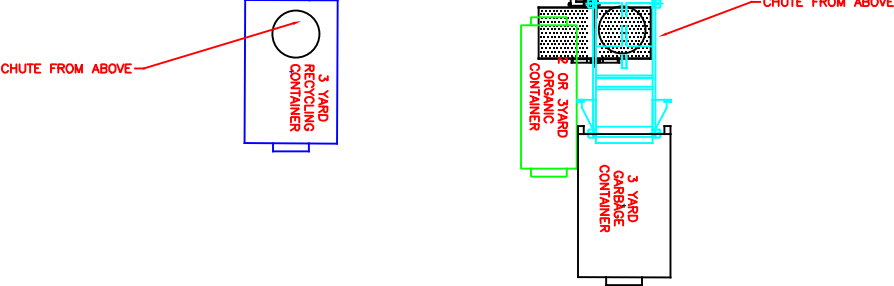 CHUTE FROM ABOVE
3 YARD
RECYCLING
CONTAINER
CHUTE FROM ABOVE
2 OR 3YARD
ORGANIC
CONTAINER
3 YARD
GARBAGE
CONTAINER